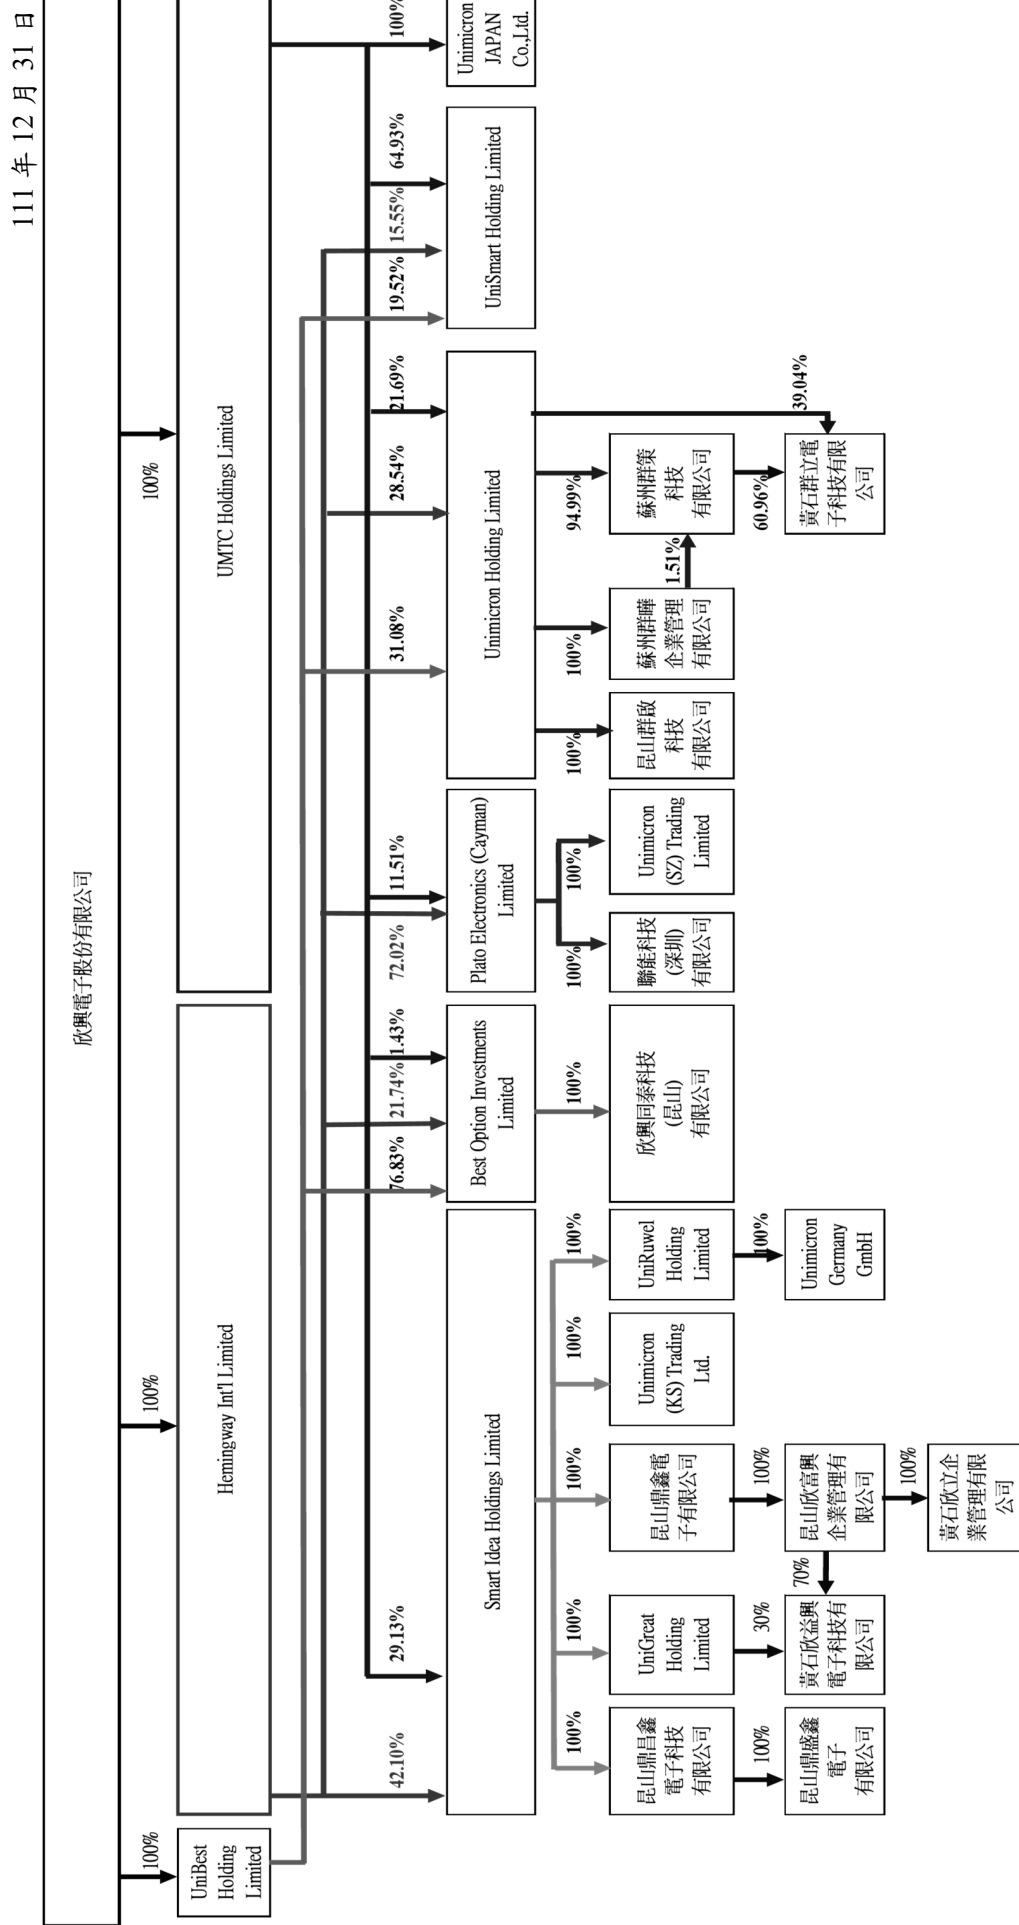 111 年 12 月 31 日
欣興電子股份有限公司
100%
100%
100%
UniBest
Holding
Limited
Hemingway Int'l Limited
UMTC Holdings Limited
42.10%
29.13%
76.83%
21.74%
1.43%
72.02%
11.51%
31.08%
28.54%
21.69%
19.52%
15.55%
64.93%
100%
Smart Idea Holdings Limited
Best Option Investments
Limited
Plato Electronics (Cayman)
Limited
Unimicron Holding Limited
UniSmart Holding Limited
Unimicron
JAPAN
Co.,Ltd.
100%
100%
100%
100%
100%
100%
100%
100%
100%
100%
94.99%
昆山鼎昌鑫
電子科技
有限公司
UniGreat
Holding
Limited
昆山鼎鑫電
子有限公司
Unimicron
(KS) Trading
Ltd.
UniRuwel
Holding
Limited
欣興同泰科技
(昆山)
有限公司
聯能科技
(深圳)
有限公司
Unimicron
(SZ) Trading
Limited
昆山群啟
科技
有限公司
蘇州群曄
企業管理
有限公司
1.51%
蘇州群策
科技
有限公司
100%
30%
100%
100%
60.96%
39.04%
昆山鼎盛鑫
電子
有限公司
黃石欣益興
電子科技有
限公司
70%
昆山欣富興
企業管理有
限公司
Unimicron
Germany
GmbH
黃石群立電
子科技有限
公司
100%
黃石欣立企
業管理有限
公司